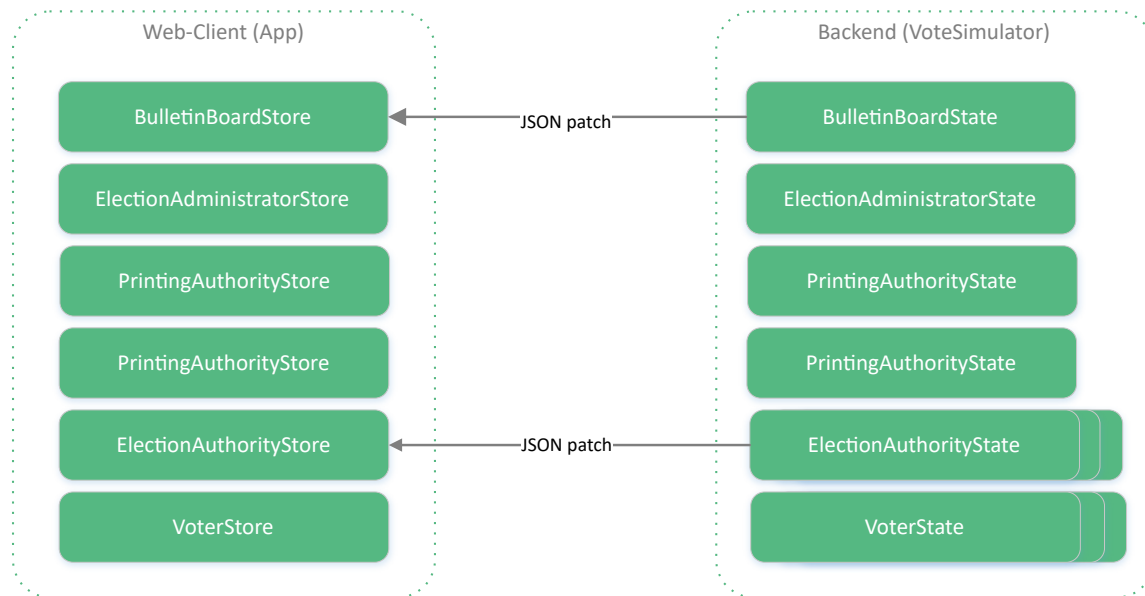 Web-Client (App)
Backend (VoteSimulator)
BulletinBoardStore
JSON patch
BulletinBoardState
ElectionAdministratorStore
ElectionAdministratorState
PrintingAuthorityStore
PrintingAuthorityState
PrintingAuthorityStore
PrintingAuthorityState
ElectionAuthorityStore
JSON patch
ElectionAuthorityState
VoterStore
VoterState